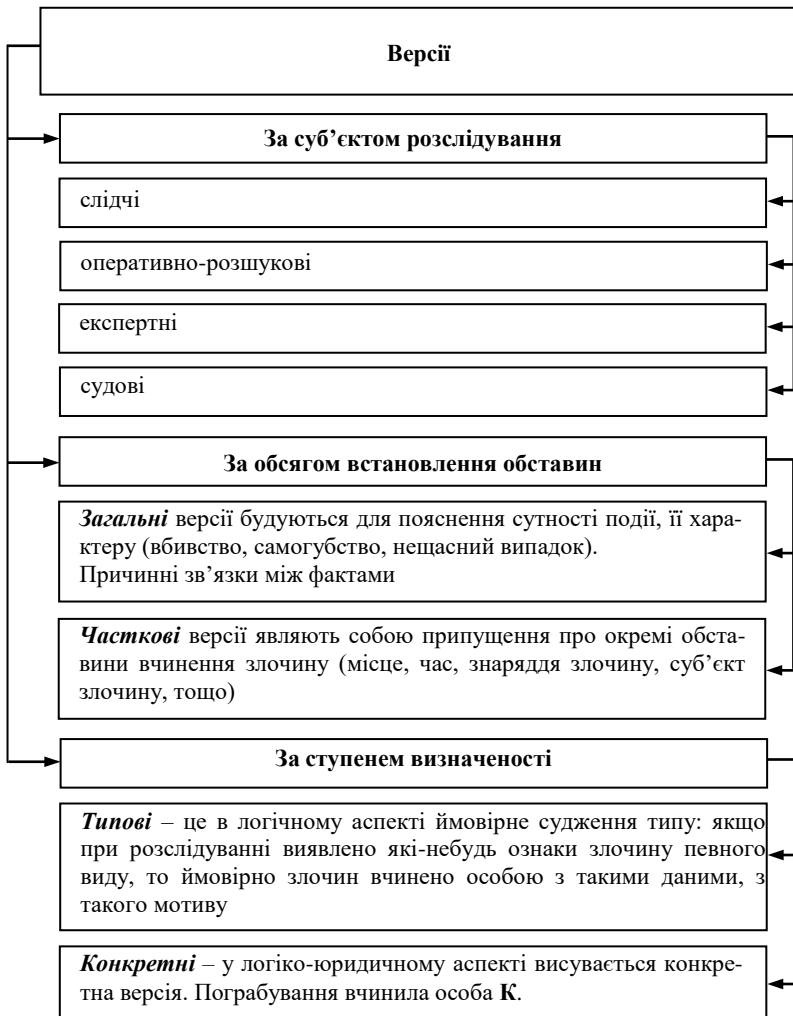 Версії
За суб’єктом розслідування
слідчі
оперативно-розшукові
експертні
судові
За обсягом встановлення обставин
Загальні версії будуються для пояснення сутності події, її хара-
ктеру (вбивство, самогубство, нещасний випадок).
Причинні зв’язки між фактами
Часткові версії являють собою припущення про окремі обста-
вини вчинення злочину (місце, час, знаряддя злочину, суб’єкт
злочину, тощо)
За ступенем визначеності
Типові – це в логічному аспекті ймовірне судження типу: якщо
при розслідуванні виявлено які-небудь ознаки злочину певного
виду, то ймовірно злочин вчинено особою з такими даними, з
такого мотиву
Конкретні – у логіко-юридичному аспекті висувається конкре-
тна версія. Пограбування вчинила особа К.